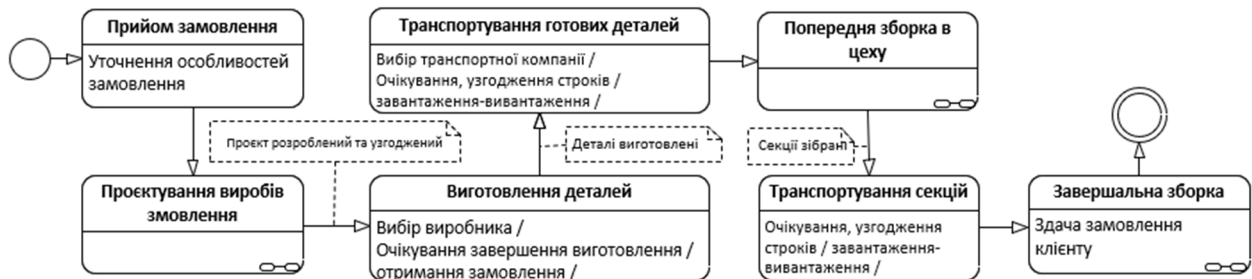 Прийом замовлення
Уточнення особливостей
замовлення
Проєкт розроблений та узгоджений
Проєктування виробів
змовлення
Транспортування готових деталей
Вибір транспортної компанії /
Очікування, узгодження строків /
завантаження-вивантаження /
Деталі виготовлені
Виготовлення деталей
Вибір виробника /
Очікування завершення виготовлення /
отримання замовлення /
Попередня зборка в
цеху
Секції зібрані
Транспортування секцій
Очікування, узгодження
строків / завантаження-
вивантаження /
Завершальна зборка
Здача замовлення
клієнту